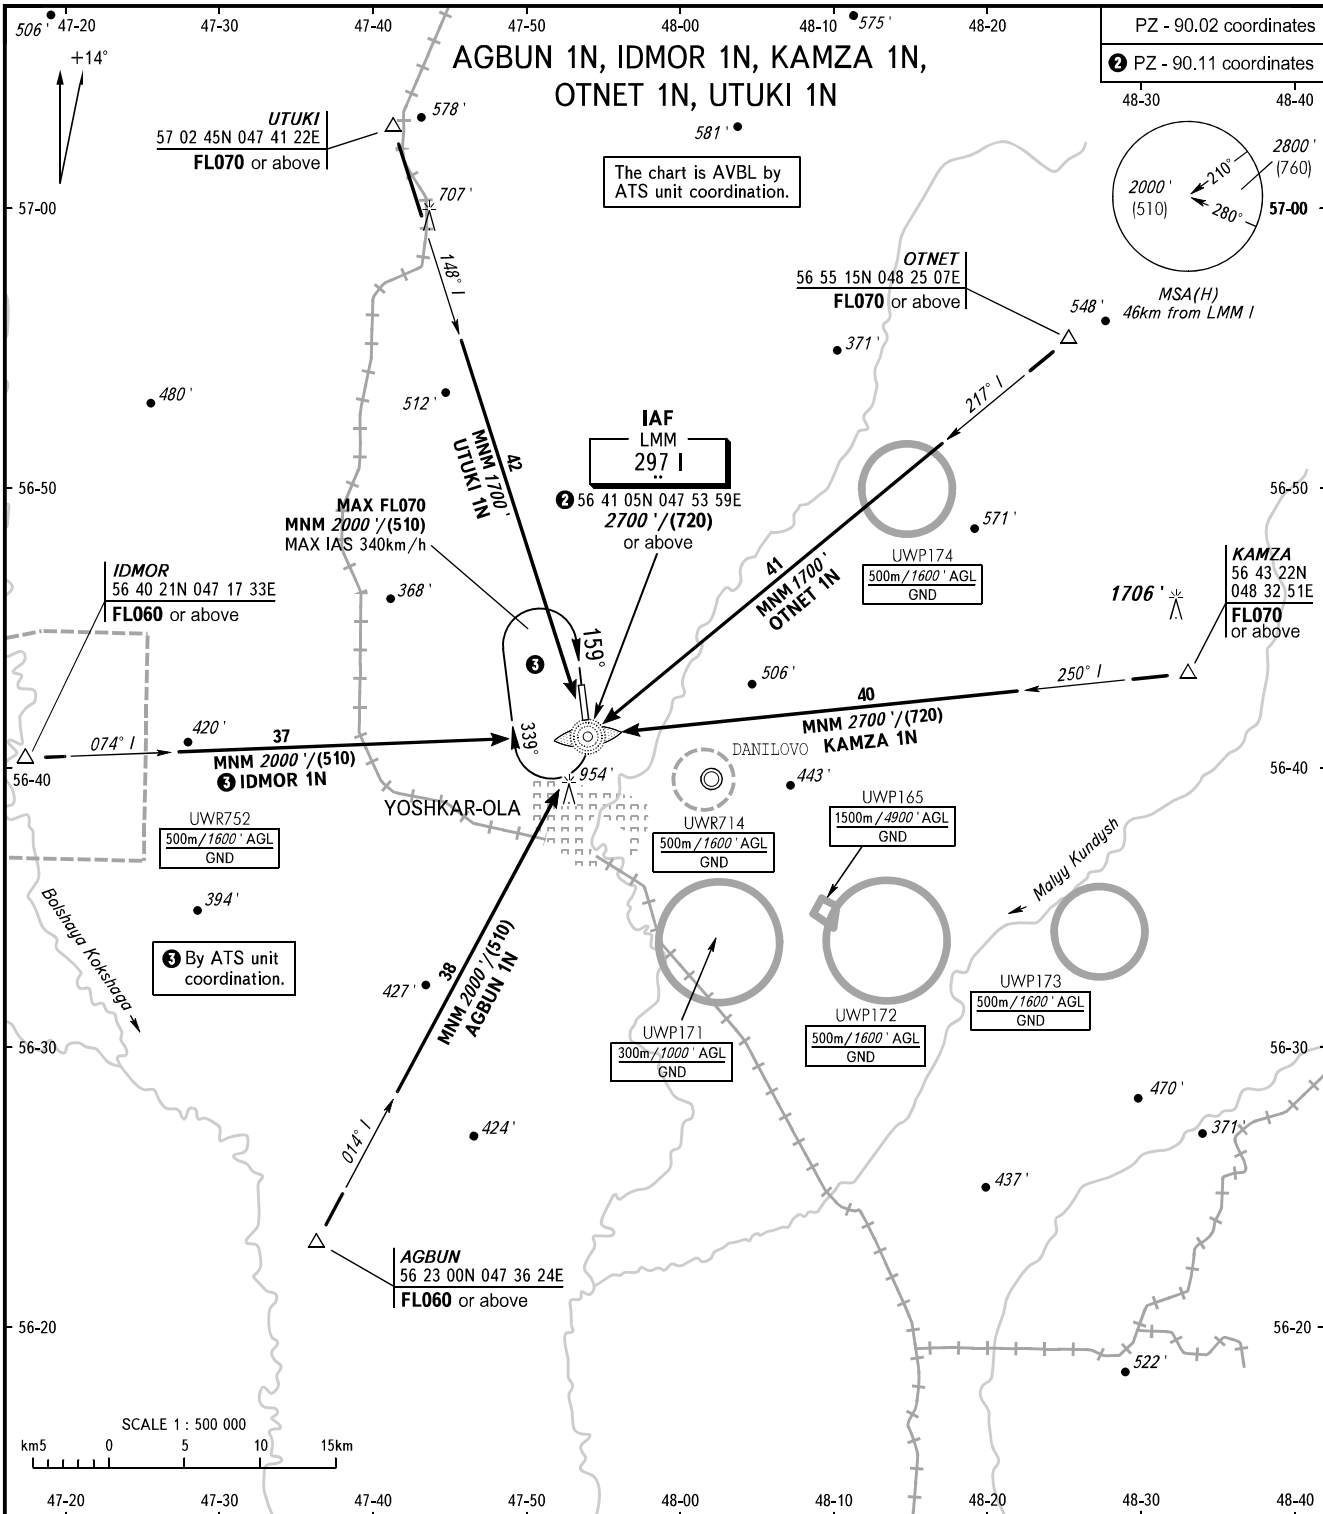 47-20
47-30
47-40
47-50
48-00
48-10
48-20
506'
575'
PZ - 90.02 coordinates
2 PZ - 90.11 coordinates
48-30
48-40
+14°
AGBUN 1N, IDMOR 1N, KAMZA 1N,
OTNET 1N, UTUKI 1N
578'
581'
UTUKI
57 02 45N 047 41 22E
FL070 or above
The chart is AVBL by
ATS unit coordination.
2800'
(760)
210°
2000'
(510)
280°
57-00
57-00
MSA(H)
46km from LMM I
707'
148° I
OTNET
56 55 15N 048 25 07E
FL070 or above
548'
371'
217° I
480'
512'
42
MNM 1700'
UTUKI 1N
IAF
LMM
297 I
2 56 41 05N 047 53 59E
2700'/(720)
or above
56-50
56-50
MAX FL070
MNM 2000'/(510)
MAX IAS 340km/h
571'
UWP174
500m/1600' AGL
GND
41
MNM 1700'
OTNET 1N
KAMZA
56 43 22N
048 32 51E
FL070
or above
1706'
IDMOR
56 40 21N 047 17 33E
FL060 or above
368'
159°
3
339°
506'
250° I
40
MNM 2700'/(720)
KAMZA 1N
420'
074° I
37
MNM 2000'/(510)
3 IDMOR 1N
56-40
56-40
DANILOVO
954'
443'
YOSHKAR-OLA
UWR752
500m/1600' AGL
GND
UWR714
500m/1600' AGL
GND
UWP165
1500m/4900' AGL
GND
Malyy Kundysh
Bolshaya Kokshaga
394'
3 By ATS unit
coordination.
427'
38
MNM 2000'/(510)
AGBUN 1N
UWP171
300m/1000' AGL
GND
UWP172
500m/1600' AGL
GND
UWP173
500m/1600' AGL
GND
56-30
56-30
470'
371'
424'
014° I
437'
AGBUN
56 23 00N 047 36 24E
FL060 or above
56-20
56-20
522'
SCALE 1 : 500 000
km5
0
5
10
15km
47-20
47-30
47-40
47-50
48-00
48-10
48-20
48-30
48-40